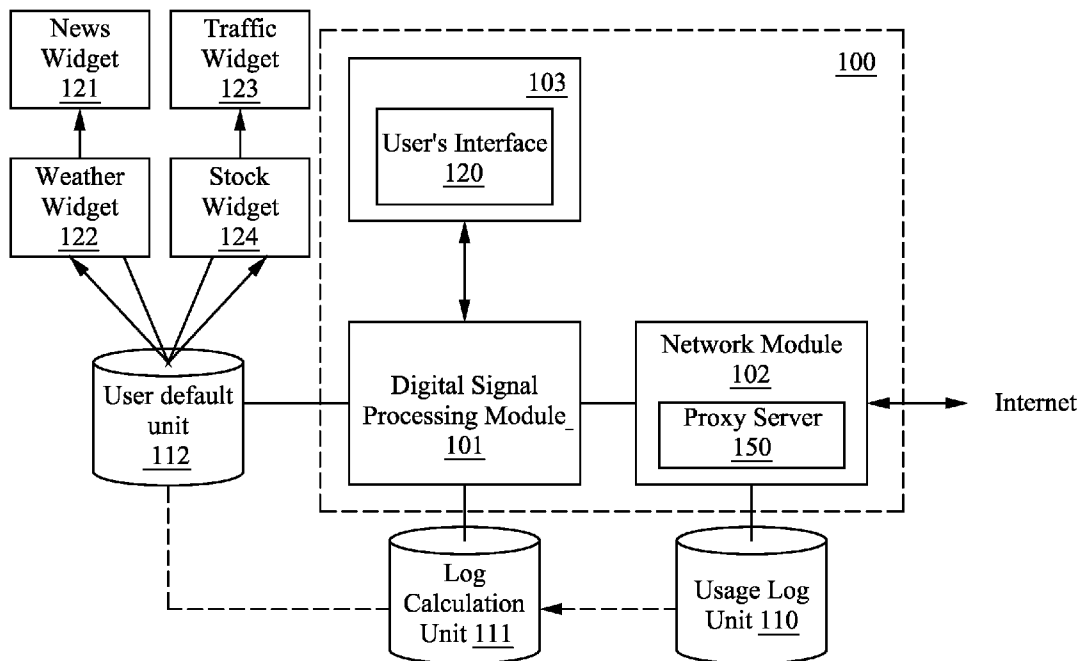 News
Widget
121
Traffic
Widget
123
100
103
User's Interface
120
Weather
Widget
122
Stock
Widget
124
User default
unit
112
Digital Signal
Processing Module
101
Network Module
102
Proxy Server
150
Internet
Log
Calculation
Unit 111
Usage Log
Unit 110